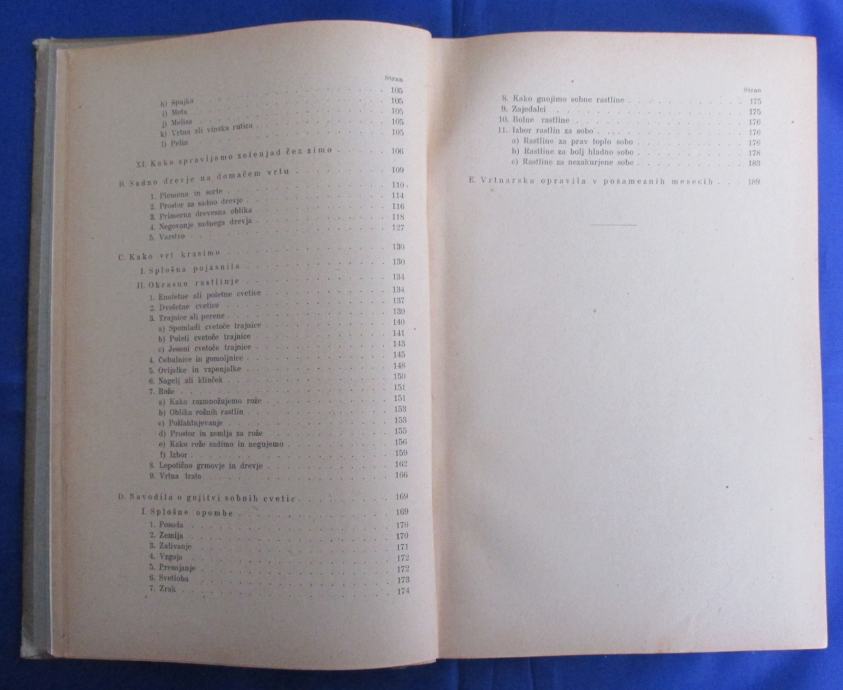 Stran
h) Spajka 105
i) Meta 105
j) Melisa 105
k) Vrtna ali vinska rutica 105
l) Pelin 105
XI. Kako spravljamo zelenjad čez zimo 106
B. Sadno drevje na domačem vrtu 109
1. Plemena in sorte 110
2. Prostor za sadno drevje 114
3. Primerna drevesna oblika 116
4. Negovanje sadnega drevja 118
5. Varstvo 127
C. Kako vrt krasimo 130
I. Splošna pojasnila 130
II. Okrasno rastlinje 134
1. Enoletne ali poletne cvetice 134
2. Dvoletne cvetice 137
3. Trajnice ali perene 139
a) Spomladi cvetoče trajnice 140
b) Poleti cvetoče trajnice 141
c) Jeseni cvetoče trajnice 143
4. Čebulnice in gomoljnice 145
5. Ovijalke in vzpenjalke 148
6. Nagelj ali klinček 150
7. Rože 151
a) Kako razmnožujemo rože 151
b) Oblika rožnih rastlin 153
c) Požlahtnjevanje 153
d) Prostor in zemlja za rože 155
e) Kako rože sadimo in negujemo 156
f) Izbor 159
8. Lepotično grmovje in drevje 162
9. Vrtna trata 166
D. Navodila o gojitvi sobnih cvetic 169
I. Splošne opombe 169
1. Posoda 170
2. Zemlja 170
3. Zalivanje 171
4. Vzgoja 172
5. Presajanje 172
6. Svetloba 173
7. Zrak 174
Stran
8. Kako gnojimo sobne rastline 175
9. Zajedalci 175
10. Bolne rastline 176
11. Izbor rastlin za sobo 176
a) Rastline za prav toplo sobo 176
b) Rastline za bolj hladno sobo 178
c) Rastline za nezakurjene sobe 183
E. Vrtnarska opravila v posameznih mesecih 189